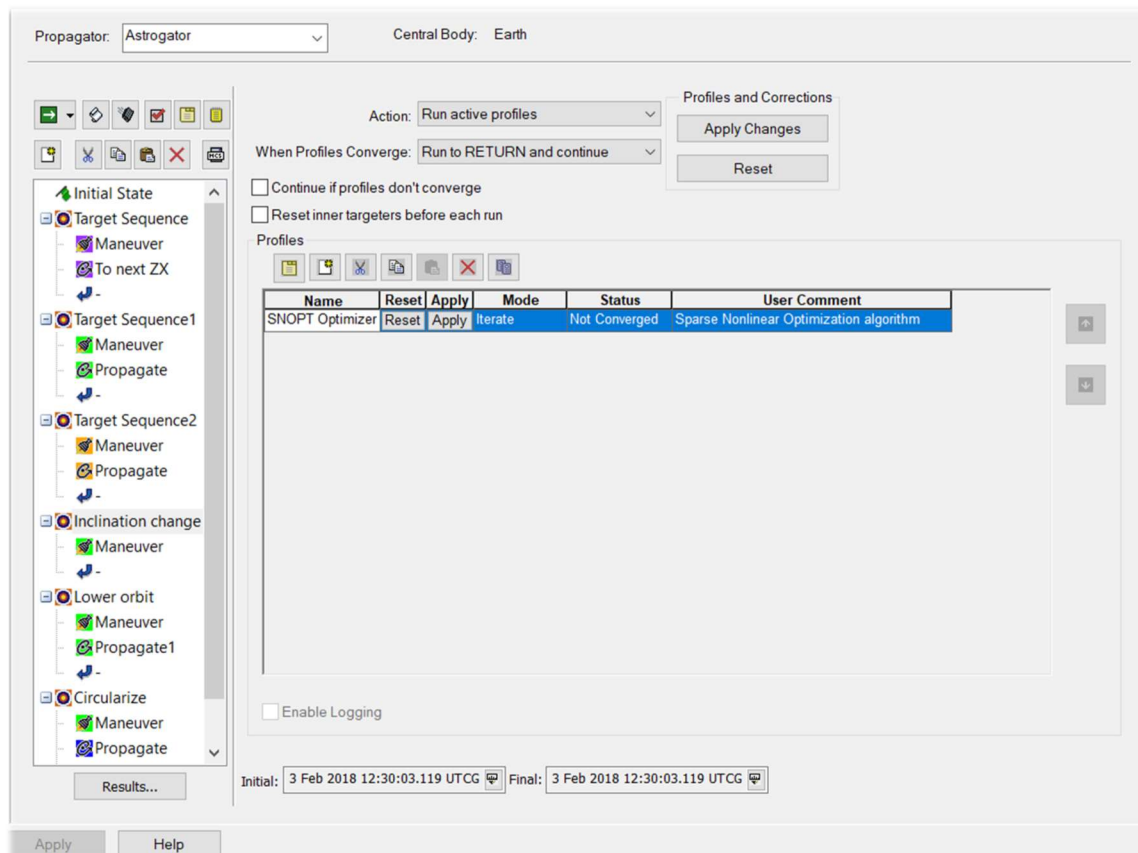 Propagator: Astrogator Central Body: Earth
Profiles and Corrections
Action: Run active profiles
Apply Changes
When Profiles Converge: Run to RETURN and continue
Reset
Continue if profiles don't converge
Reset inner targeters before each run
Profiles
Name Reset Apply Mode Status User Comment
SNOPT Optimizer Reset Apply Iterate Not Converged Sparse Nonlinear Optimization algorithm
Enable Logging
Initial: 3 Feb 2018 12:30:03.119 UTCG Final: 3 Feb 2018 12:30:03.119 UTCG
MCS
Initial State
Target Sequence
Maneuver
To next ZX
-
Target Sequence1
Maneuver
Propagate
-
Target Sequence2
Maneuver
Propagate
-
Inclination change
Maneuver
-
Lower orbit
Maneuver
Propagate1
-
Circularize
Maneuver
Propagate
Results...
Apply Help